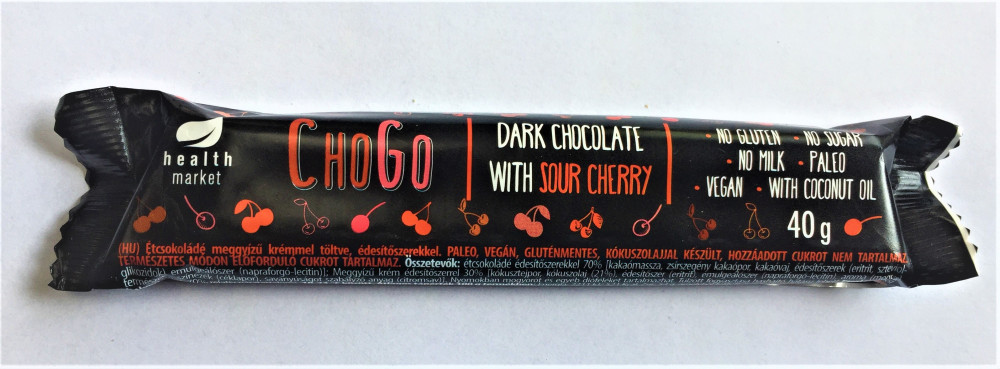 health
market
CHOGO
DARK CHOCOLATE
WITH SOUR CHERRY
• NO GLUTEN • NO SUGAR
• NO MILK • PALEO
• VEGAN • WITH COCONUT OIL
40 g
(HU) Étcsokoládé meggyízű krémmel töltve, édesítőszerekkel. PALEO, VEGÁN, GLUTÉNMENTES, KÓKUSZOLAJJAL KÉSZÜLT, HOZZÁADOTT CUKROT NEM TARTALMAZ.
TERMÉSZETES MÓDON ELŐFORDULÓ CUKROT TARTALMAZ. Összetevők: étcsokoládé édesítőszerekkel 70% [kakaómassza, zsírszegény kakaópor, kakaóvaj, édesítőszerek (eritrit,
glikozidok), emulgeálószer (napraforgó-lecitin)]; Meggyízű krém édesítőszerrel 30% [kókusztejpor, kókuszolaj (21%), édesítőszer (eritrit), emulgeálószer (napraforgó-lecitin), aroma